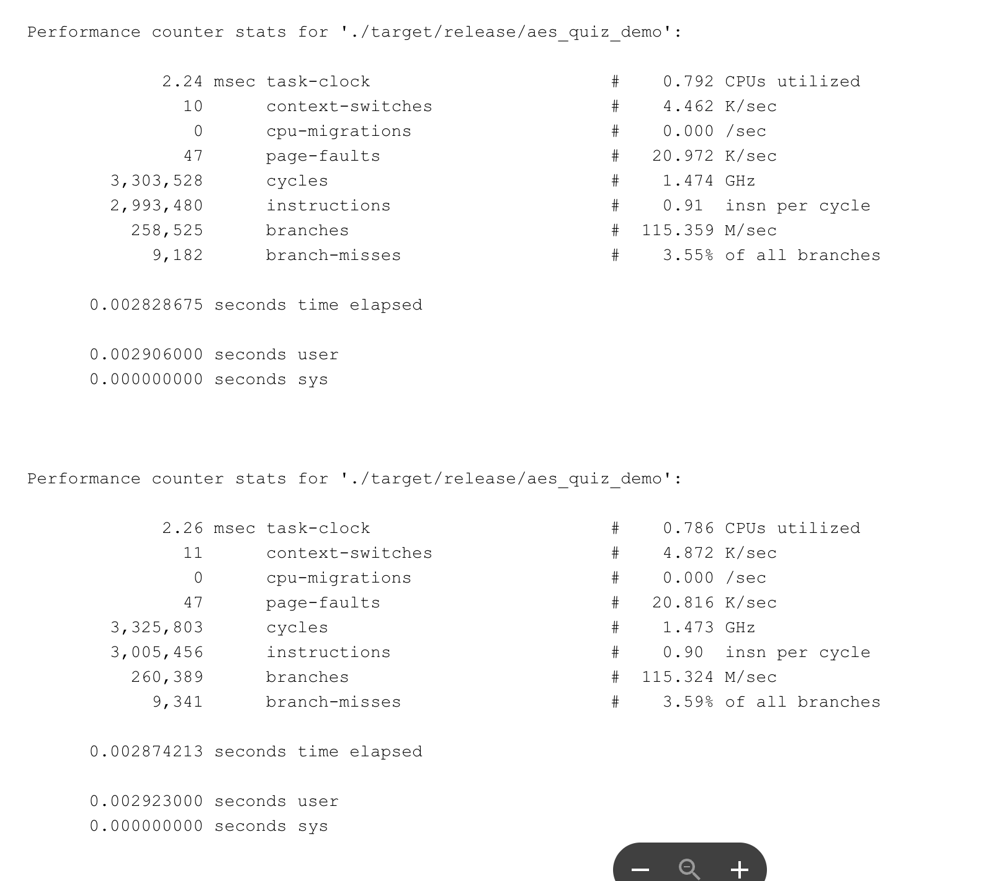 Performance counter stats for './target/release/aes_quiz_demo':
2.24 msec task-clock # 0.792 CPUs utilized
10 context-switches # 4.462 K/sec
0 cpu-migrations # 0.000 /sec
47 page-faults # 20.972 K/sec
3,303,528 cycles # 1.474 GHz
2,993,480 instructions # 0.91 insn per cycle
258,525 branches # 115.359 M/sec
9,182 branch-misses # 3.55% of all branches
0.002828675 seconds time elapsed
0.002906000 seconds user
0.000000000 seconds sys
Performance counter stats for './target/release/aes_quiz_demo':
2.26 msec task-clock # 0.786 CPUs utilized
11 context-switches # 4.872 K/sec
0 cpu-migrations # 0.000 /sec
47 page-faults # 20.816 K/sec
3,325,803 cycles # 1.473 GHz
3,005,456 instructions # 0.90 insn per cycle
260,389 branches # 115.324 M/sec
9,341 branch-misses # 3.59% of all branches
0.002874213 seconds time elapsed
0.002923000 seconds user
0.000000000 seconds sys